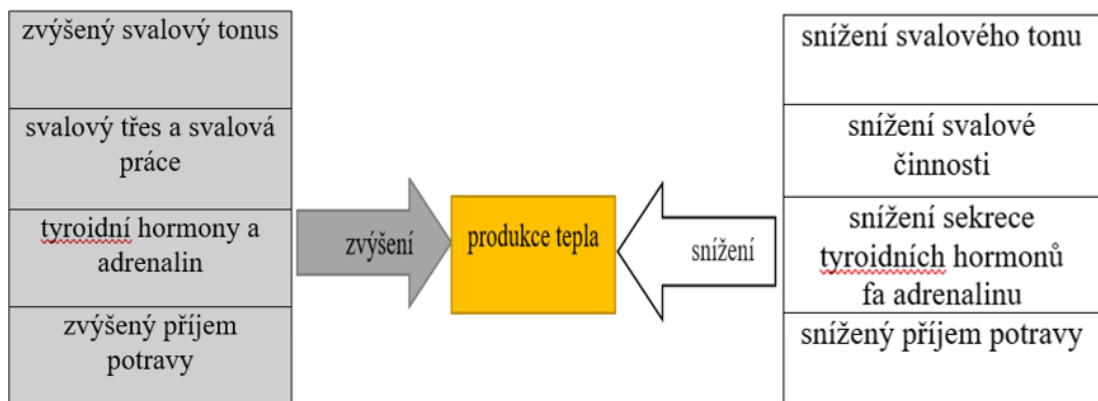 zvýšený svalový tonus
svalový třes a svalová
práce
tyroidní hormony a
adrenalin
zvýšený příjem
potravy
zvýšení
produkce tepla
snížení
snížení svalového tonu
snížení svalové
činnosti
snížení sekrece
tyroidních hormonů
fa adrenalinu
snížený příjem potravy